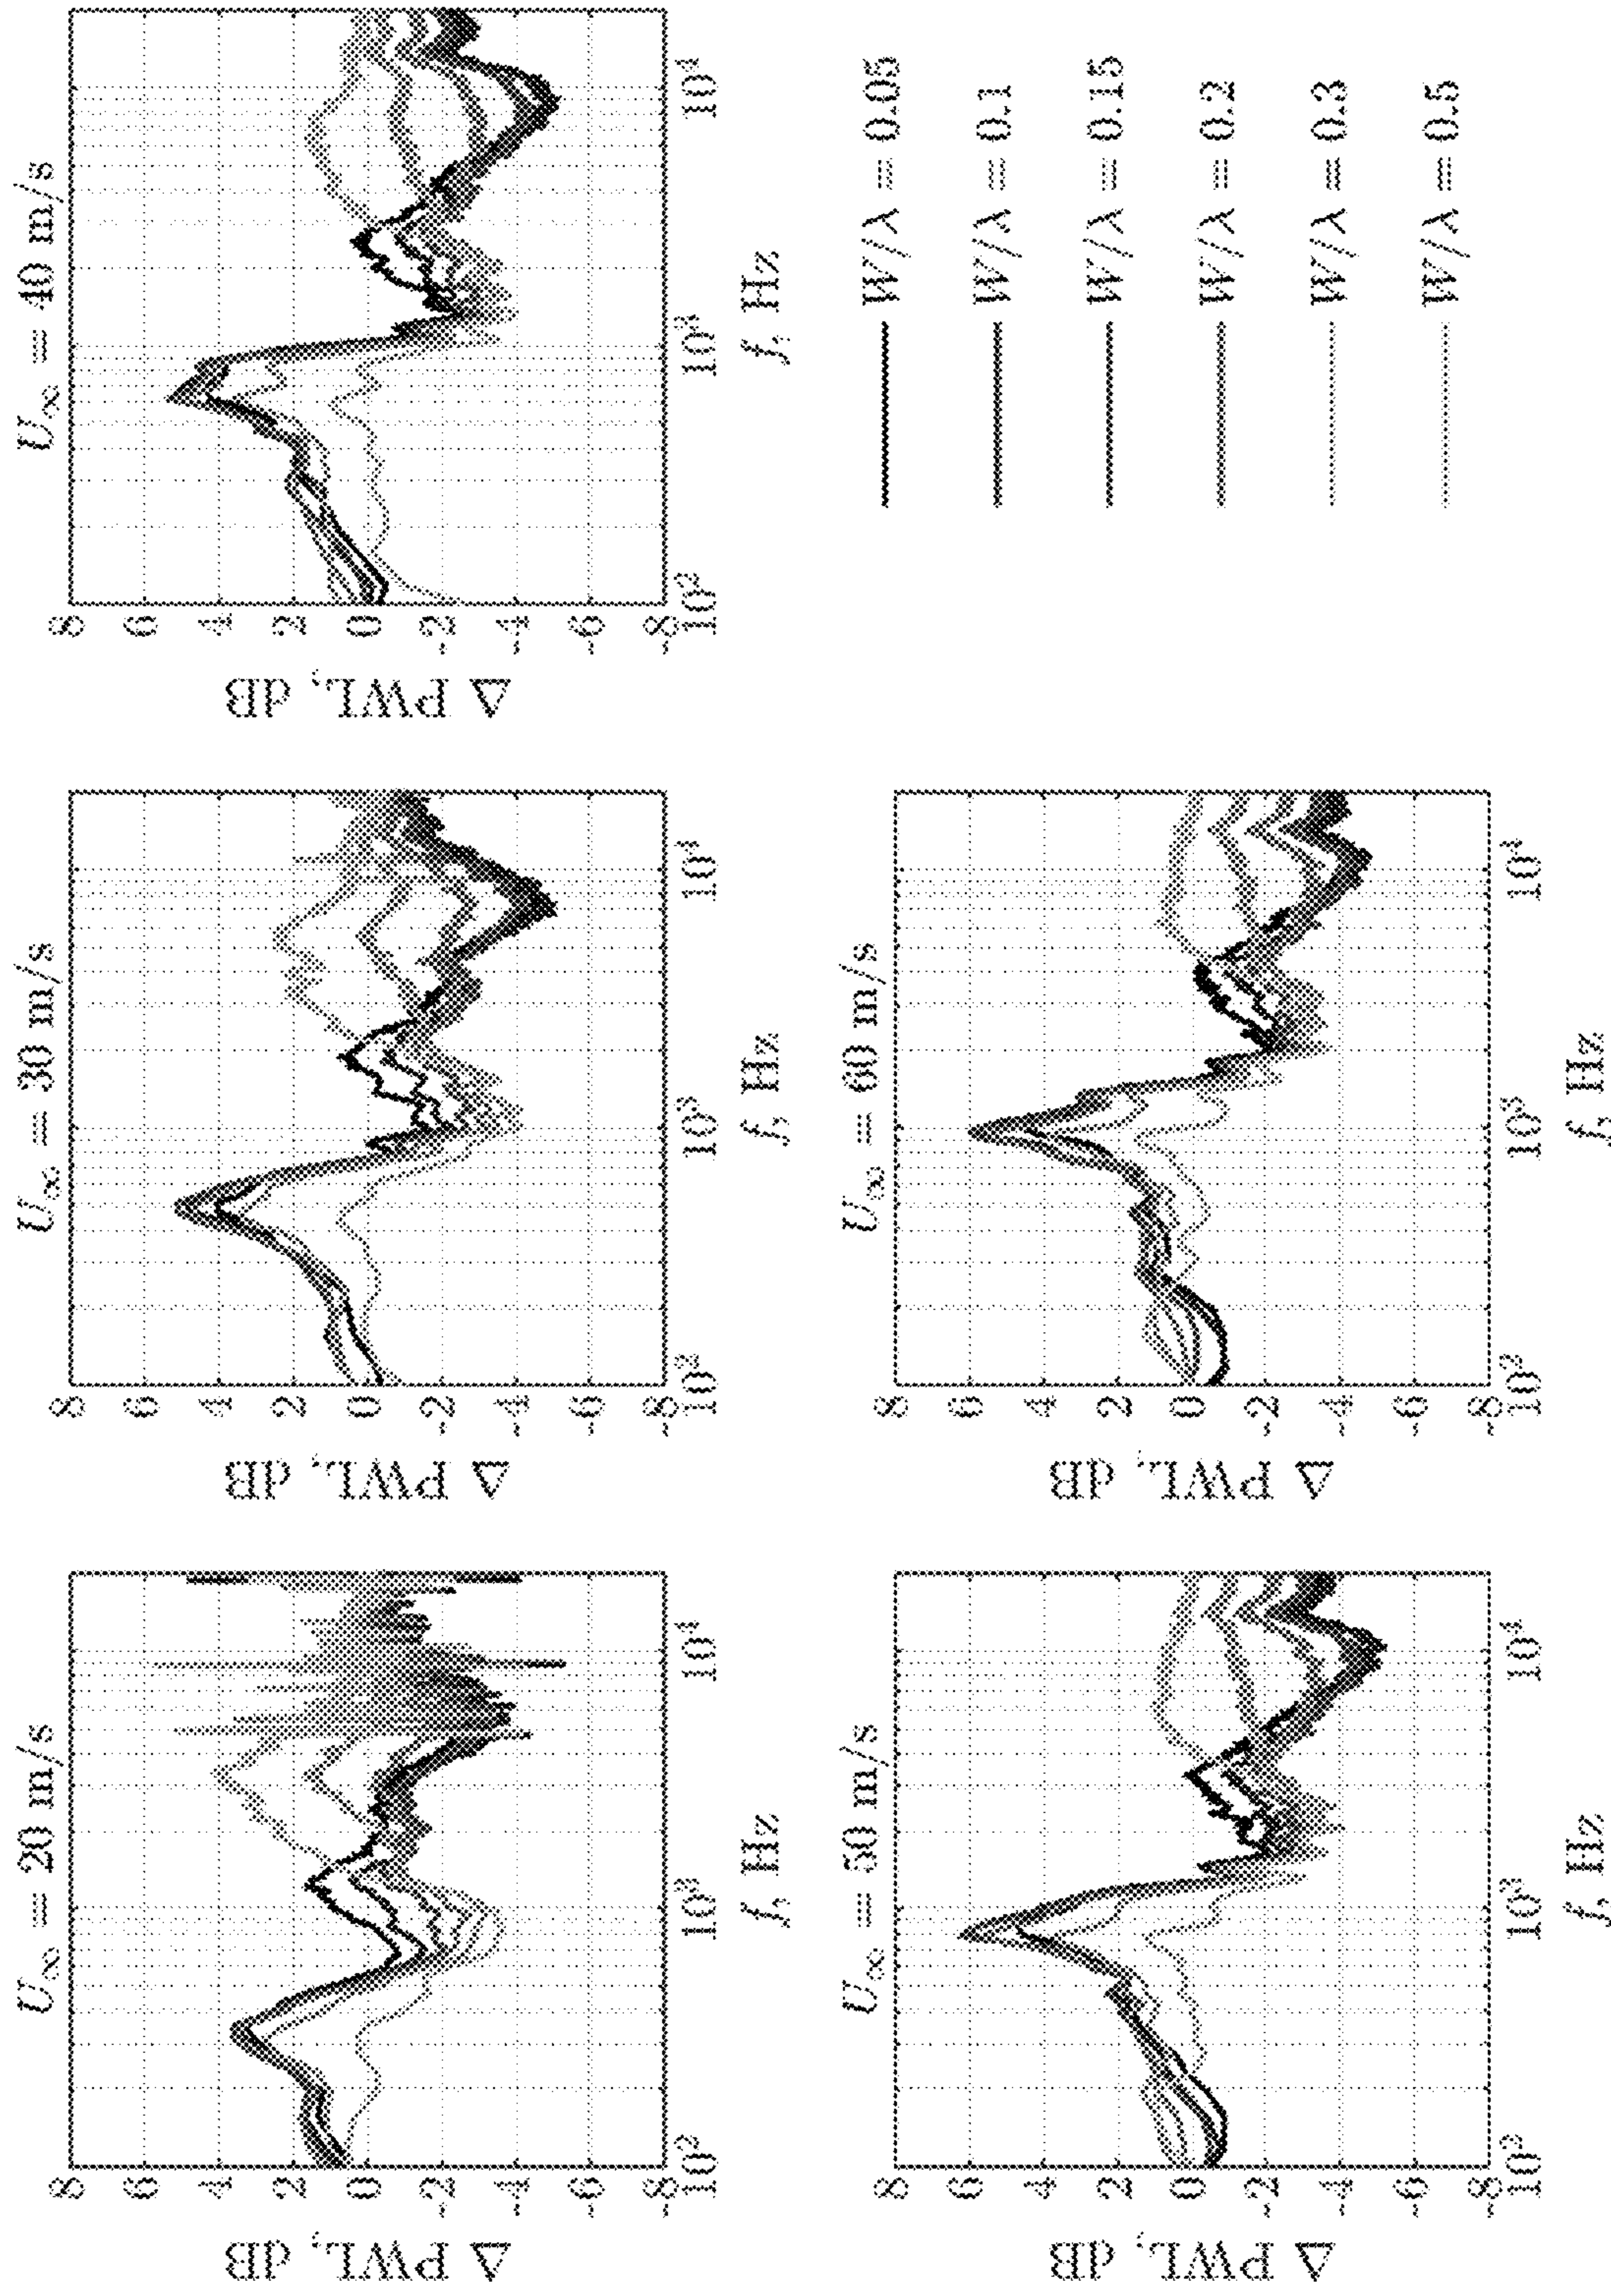 U∞ = 20 m/s
8
6
4
2
0
-2
-4
-6
-8
Δ PWL, dB
10² 10³ 10⁴
f, Hz
U∞ = 30 m/s
8
6
4
2
0
-2
-4
-6
-8
Δ PWL, dB
10² 10³ 10⁴
f, Hz
U∞ = 40 m/s
8
6
4
2
0
-2
-4
-6
-8
Δ PWL, dB
10² 10³ 10⁴
f, Hz
U∞ = 50 m/s
8
6
4
2
0
-2
-4
-6
-8
Δ PWL, dB
10² 10³ 10⁴
f, Hz
U∞ = 60 m/s
8
6
4
2
0
-2
-4
-6
-8
Δ PWL, dB
10² 10³ 10⁴
f, Hz
W/λ = 0.05
W/λ = 0.1
W/λ = 0.15
W/λ = 0.2
W/λ = 0.3
W/λ = 0.5